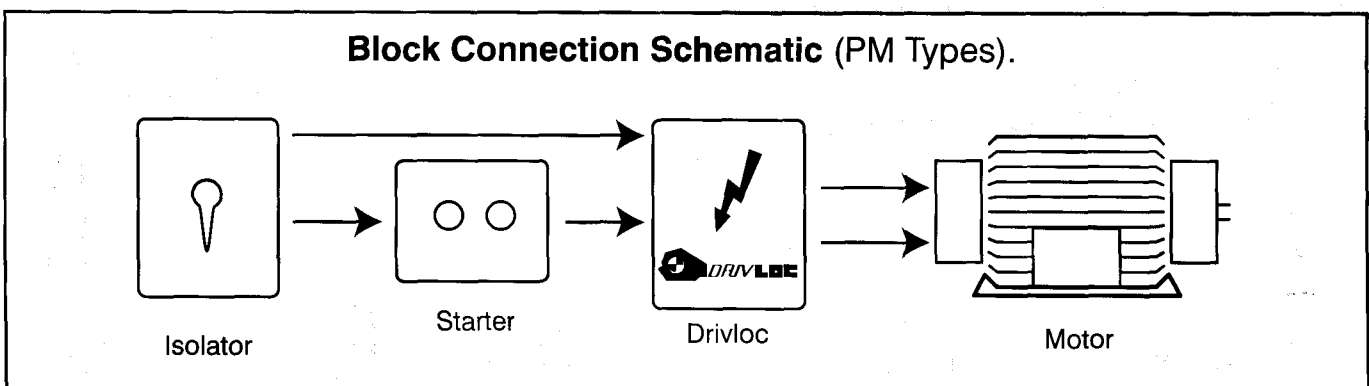 Block Connection Schematic (PM Types).
DRIVLOC
Isolator
Starter
Drivloc
Motor